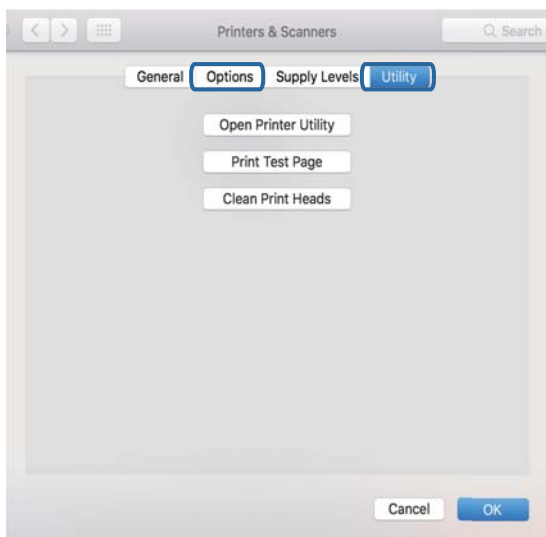 Printers & Scanners Search
General Options Supply Levels Utility
Open Printer Utility
Print Test Page
Clean Print Heads
Cancel OK